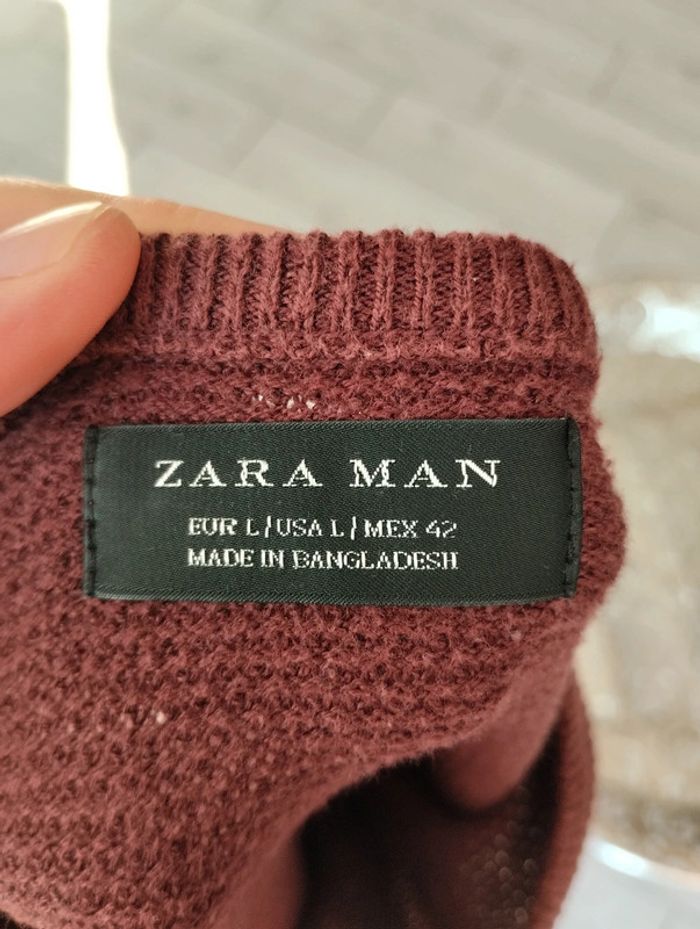 ZARA MAN
EUR L/USA L/MEX 42
MADE IN BANGLADESH